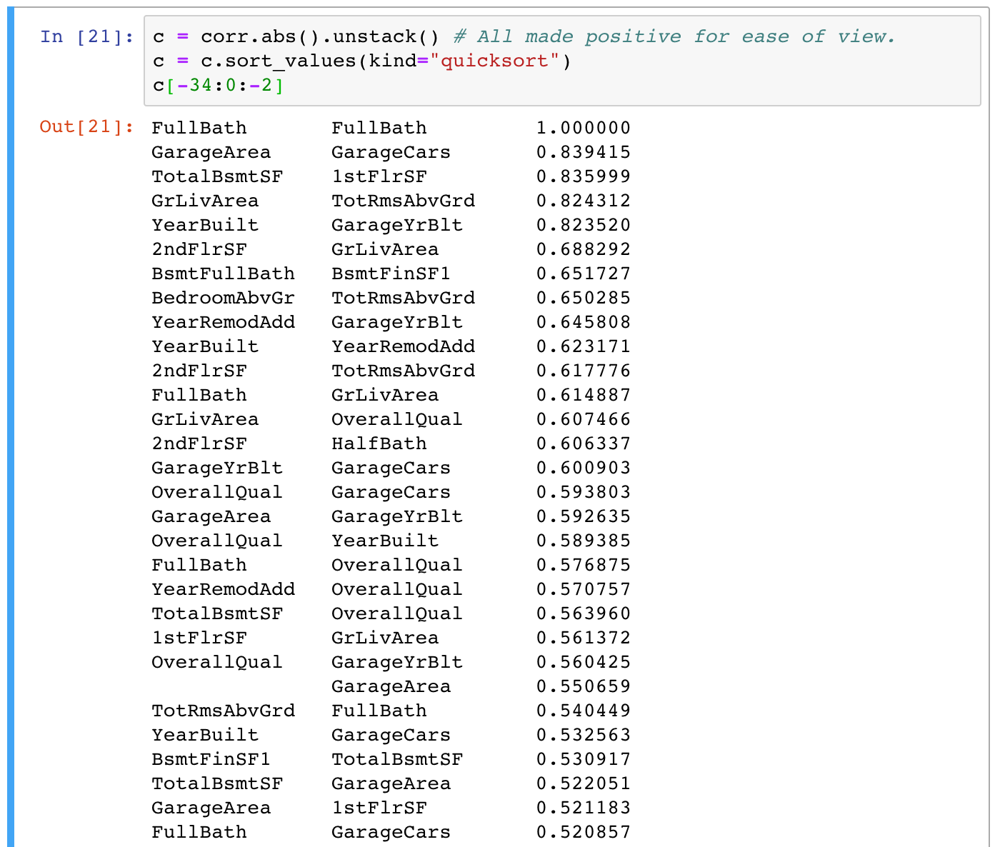 In [21]: c = corr.abs().unstack() # All made positive for ease of view.
c = c.sort_values(kind="quicksort")
c[-34:0:-2]
Out[21]: FullBath FullBath 1.000000
GarageArea GarageCars 0.839415
TotalBsmtSF 1stFlrSF 0.835999
GrLivArea TotRmsAbvGrd 0.824312
YearBuilt GarageYrBlt 0.823520
2ndFlrSF GrLivArea 0.688292
BsmtFullBath BsmtFinSF1 0.651727
BedroomAbvGr TotRmsAbvGrd 0.650285
YearRemodAdd GarageYrBlt 0.645808
YearBuilt YearRemodAdd 0.623171
2ndFlrSF TotRmsAbvGrd 0.617776
FullBath GrLivArea 0.614887
GrLivArea OverallQual 0.607466
2ndFlrSF HalfBath 0.606337
GarageYrBlt GarageCars 0.600903
OverallQual GarageCars 0.593803
GarageArea GarageYrBlt 0.592635
OverallQual YearBuilt 0.589385
FullBath OverallQual 0.576875
YearRemodAdd OverallQual 0.570757
TotalBsmtSF OverallQual 0.563960
1stFlrSF GrLivArea 0.561372
OverallQual GarageYrBlt 0.560425
GarageArea 0.550659
TotRmsAbvGrd FullBath 0.540449
YearBuilt GarageCars 0.532563
BsmtFinSF1 TotalBsmtSF 0.530917
TotalBsmtSF GarageArea 0.522051
GarageArea 1stFlrSF 0.521183
FullBath GarageCars 0.520857